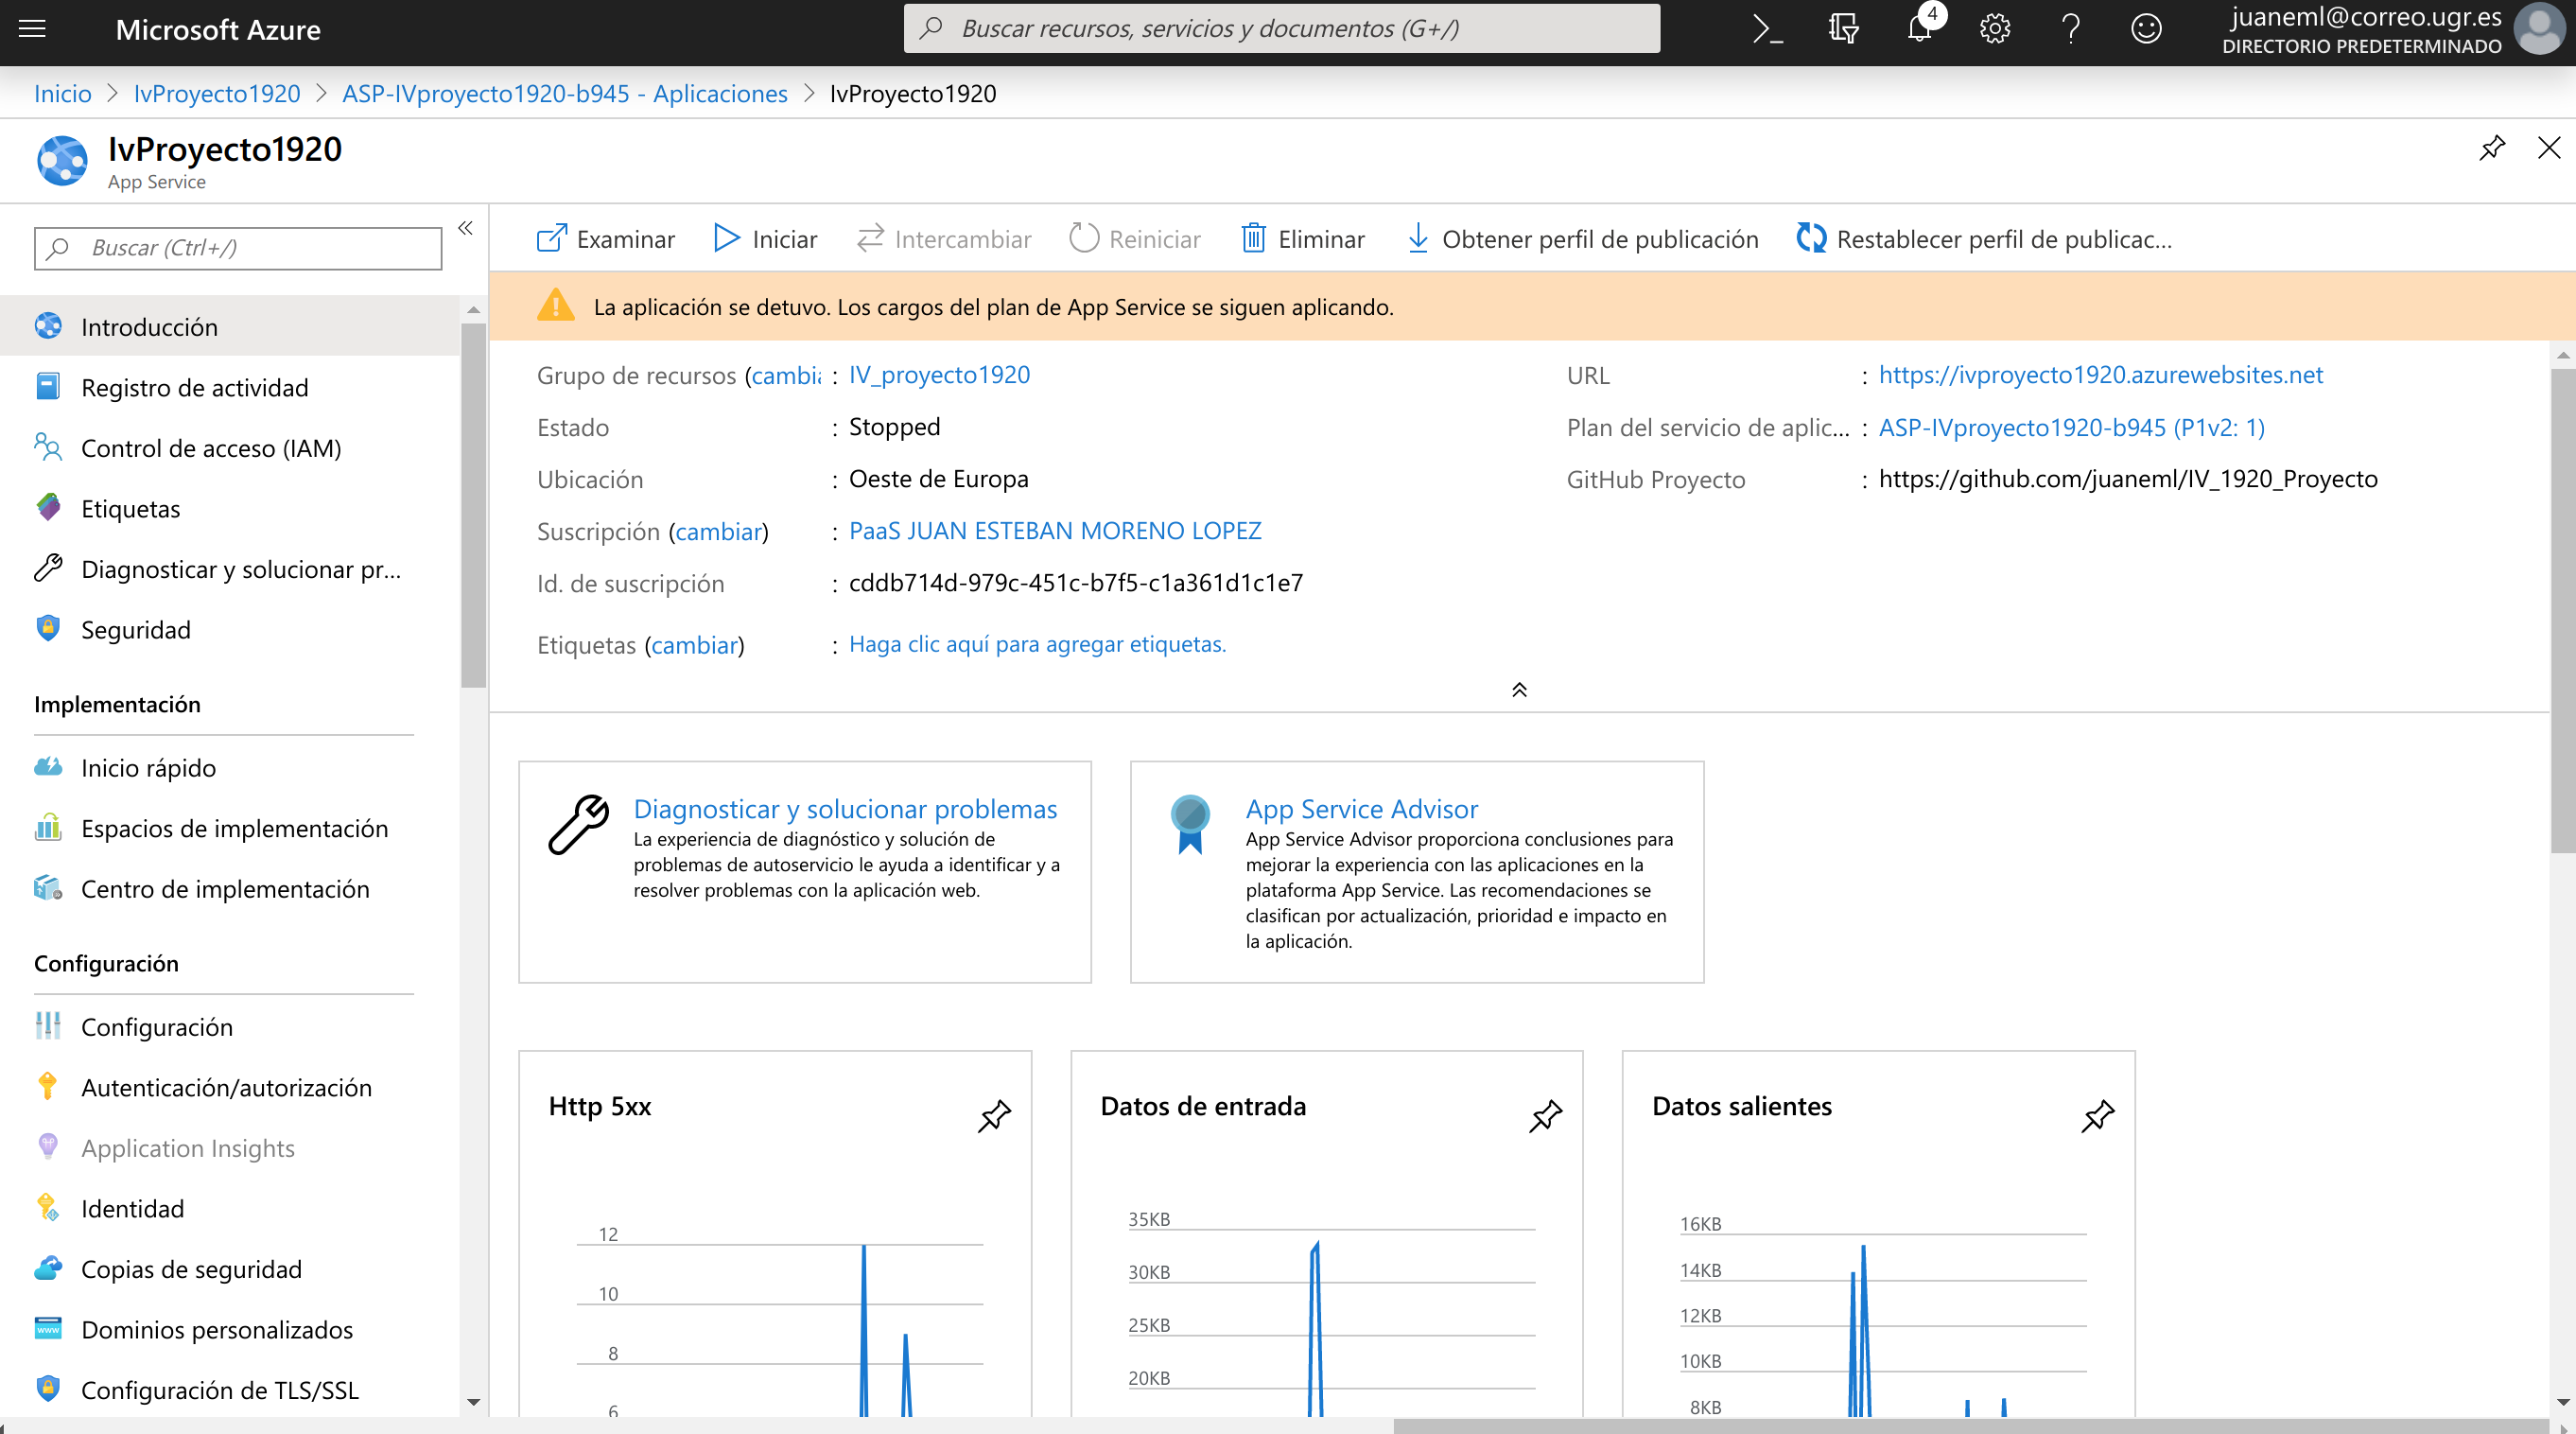 Microsoft Azure
Buscar recursos, servicios y documentos (G+/)
4
juaneml@correo.ugr.es
DIRECTORIO PREDETERMINADO
Inicio > IvProyecto1920 > ASP-IVproyecto1920-b945 - Aplicaciones > IvProyecto1920
IvProyecto1920
App Service
Buscar (Ctrl+/)
«
Introducción
Registro de actividad
Control de acceso (IAM)
Etiquetas
Diagnosticar y solucionar pr...
Seguridad
Implementación
Inicio rápido
Espacios de implementación
Centro de implementación
Configuración
Configuración
Autenticación/autorización
Application Insights
Identidad
Copias de seguridad
Dominios personalizados
Configuración de TLS/SSL
Examinar Iniciar Intercambiar Reiniciar Eliminar Obtener perfil de publicación Restablecer perfil de publicac...
La aplicación se detuvo. Los cargos del plan de App Service se siguen aplicando.
Grupo de recursos (cambia : IV_proyecto1920
Estado : Stopped
Ubicación : Oeste de Europa
Suscripción (cambiar) : PaaS JUAN ESTEBAN MORENO LOPEZ
Id. de suscripción : cddb714d-979c-451c-b7f5-c1a361d1c1e7
Etiquetas (cambiar) : Haga clic aquí para agregar etiquetas.
URL : https://ivproyecto1920.azurewebsites.net
Plan del servicio de aplic... : ASP-IVproyecto1920-b945 (P1v2: 1)
GitHub Proyecto : https://github.com/juaneml/IV_1920_Proyecto
Diagnosticar y solucionar problemas
La experiencia de diagnóstico y solución de
problemas de autoservicio le ayuda a identificar y a
resolver problemas con la aplicación web.
App Service Advisor
App Service Advisor proporciona conclusiones para
mejorar la experiencia con las aplicaciones en la
plataforma App Service. Las recomendaciones se
clasifican por actualización, prioridad e impacto en
la aplicación.
Http 5xx
12
10
8
6
Datos de entrada
35KB
30KB
25KB
20KB
Datos salientes
16KB
14KB
12KB
10KB
8KB